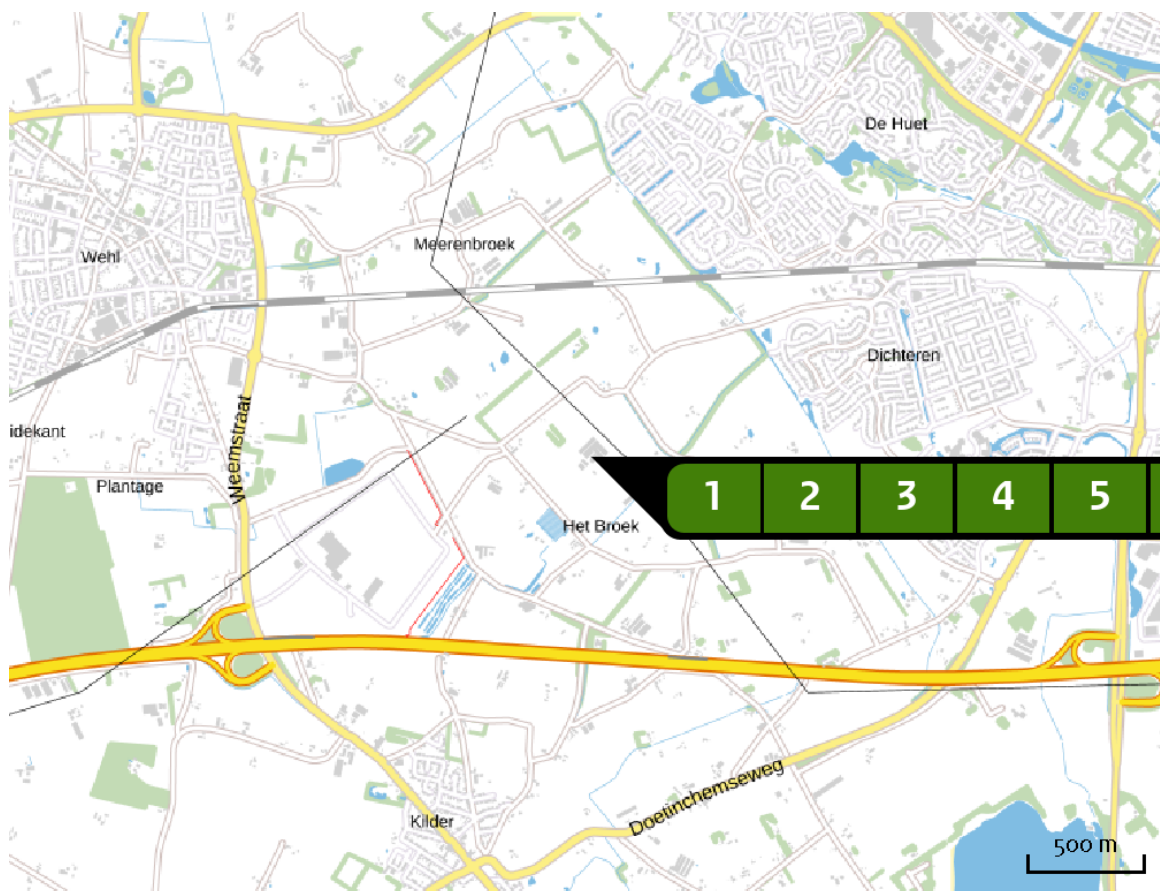 De Huet
Meerenbroek
Wehl
Dichteren
Weemstraat
idekant
Plantage
1 2 3 4 5
Het Broek
Doetinchemseweg
Kilder
500 m